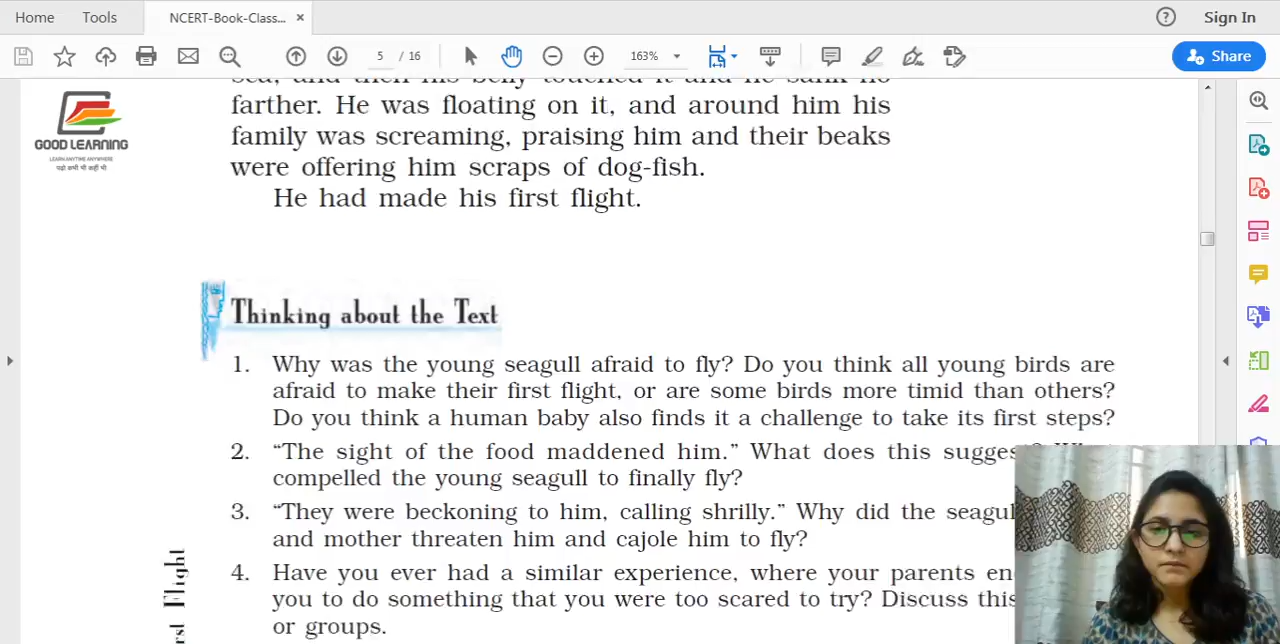 Home Tools NCERT-Book-Class... × ? Sign In
5 / 16 163% Share
farther. He was floating on it, and around him his
family was screaming, praising him and their beaks
were offering him scraps of dog-fish.
He had made his first flight.
GOOD LEARNING
LEARN ANYTIME ANYWHERE
पढ़ो कभी भी कहीं भी
Thinking about the Text
1. Why was the young seagull afraid to fly? Do you think all young birds are
afraid to make their first flight, or are some birds more timid than others?
Do you think a human baby also finds it a challenge to take its first steps?
2. “The sight of the food maddened him.” What does this sugges
compelled the young seagull to finally fly?
3. “They were beckoning to him, calling shrilly.” Why did the seagul
and mother threaten him and cajole him to fly?
4. Have you ever had a similar experience, where your parents en
you to do something that you were too scared to try? Discuss this
or groups.
rst Flight